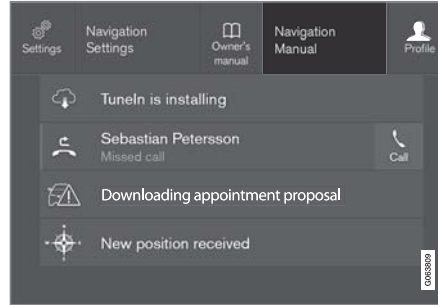 Settings
Navigation
Settings
Owner's
manual
Navigation
Manual
Profile
TuneIn is installing
Sebastian Petersson
Missed call
Call
Downloading appointment proposal
New position received
G063809